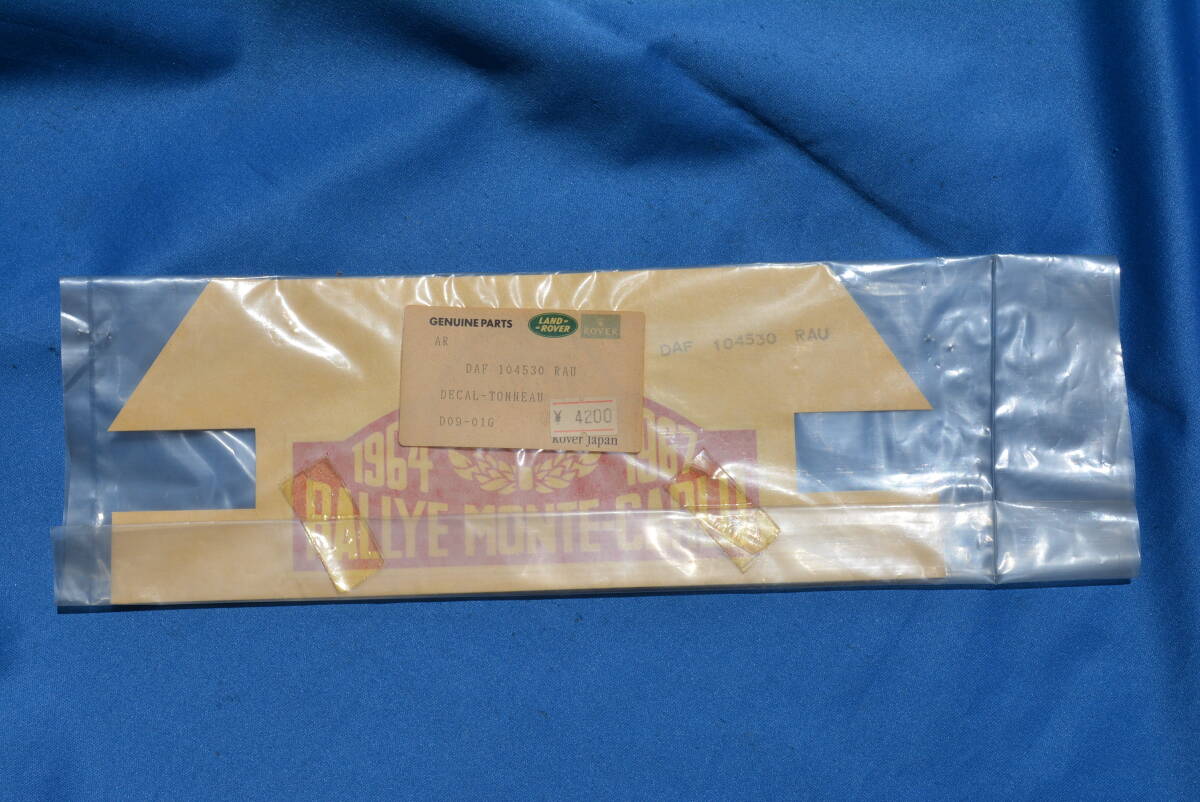 GENUINE PARTS LAND-ROVER ROVER
AR
DAF 104530 RAU
DECAL-TONNEAU
D09-01G
¥ 4200
Rover Japan
DAF 104530 RAU
1964 1967
RALLYE MONTE-CARLO